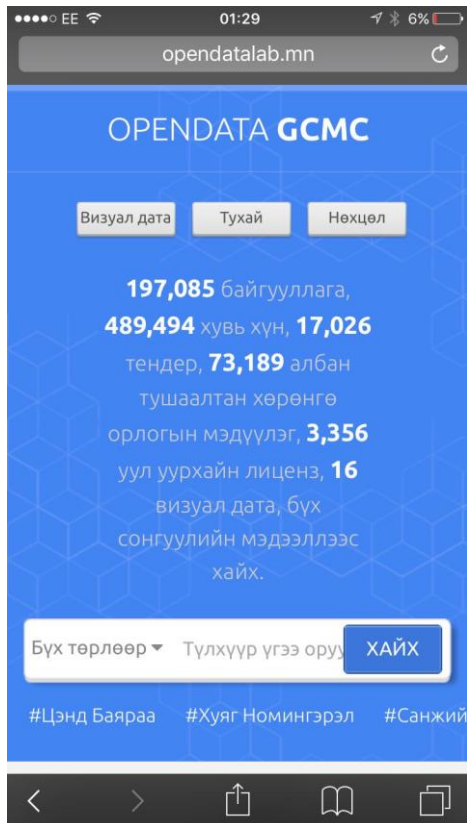 EE 01:29 6%
opendatalab.mn
OPENDATA GCMC
Визуал дата Тухай Нөхцөл
197,085 байгууллага,
489,494 хувь хүн, 17,026
тендер, 73,189 албан
тушаалтан хөрөнгө
орлогын мэдүүлэг, 3,356
уул уурхайн лиценз, 16
визуал дата, бүх
сонгуулийн мэдээллээс
хайх.
Бүх төрлөөр Түлхүүр үгээ оруу ХАЙХ
#Цэнд Баяраа #Хуяг Номингэрэл #Санжий